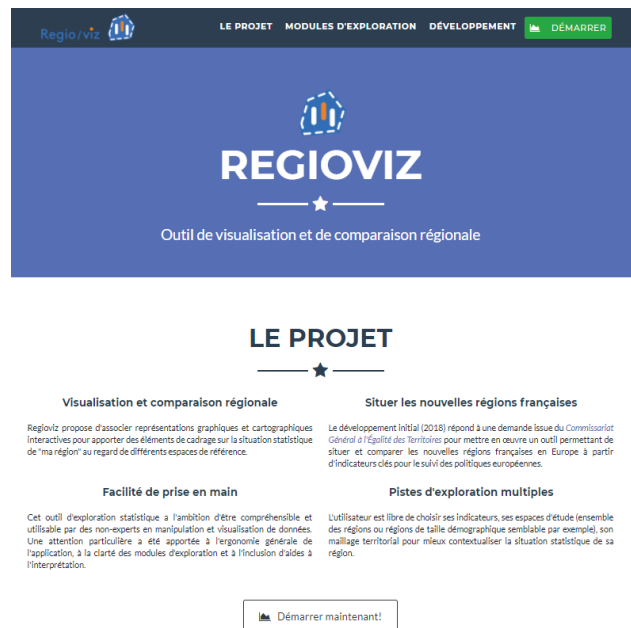 Regio/viz
LE PROJET MODULES D'EXPLORATION DÉVELOPPEMENT DÉMARRER
REGIOVIZ
Outil de visualisation et de comparaison régionale
LE PROJET
Visualisation et comparaison régionale
Regioviz propose d'associer représentations graphiques et cartographiques
interactives pour apporter des éléments de cadrage sur la situation statistique
de "ma région" au regard de différents espaces de référence.
Situer les nouvelles régions françaises
Le développement initial (2018) répond à une demande issue du Commissariat
Général à l'Égalité des Territoires pour mettre en œuvre un outil permettant de
situer et comparer les nouvelles régions françaises en Europe à partir
d'indicateurs clés pour le suivi des politiques européennes.
Facilité de prise en main
Cet outil d'exploration statistique a l'ambition d'être compréhensible et
utilisable par des non-experts en manipulation et visualisation de données.
Une attention particulière a été apportée à l'ergonomie générale de
l'application, à la clarté des modules d'exploration et à l'inclusion d'aides à
l'interprétation.
Pistes d'exploration multiples
L'utilisateur est libre de choisir ses indicateurs, ses espaces d'étude (ensemble
des régions ou régions de taille démographique semblable par exemple), son
maillage territorial pour mieux contextualiser la situation statistique de sa
région.
Démarrer maintenant!